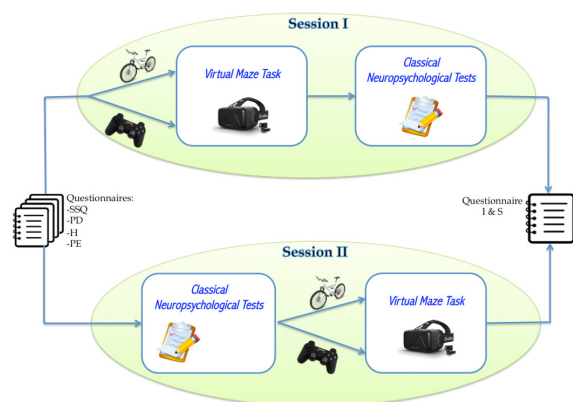 Session I
Virtual Maze Task
Classical
Neuropsychological Tests
Questionnaires:
-SSQ
-PD
-H
-PE
Questionnaire
I & S
Session II
Classical
Neuropsychological Tests
Virtual Maze Task